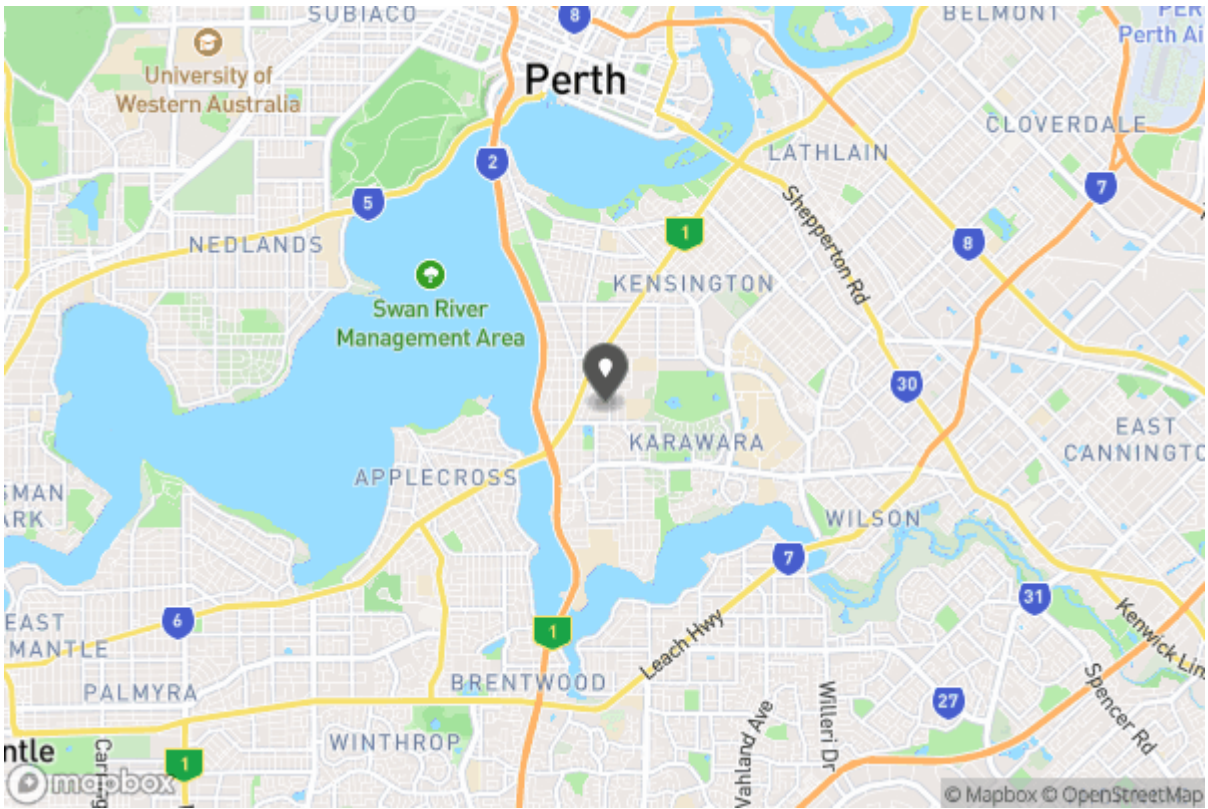 SUBIACO
8
BELMONT
PER
Perth Ai
University of
Western Australia
Perth
CLOVERDALE
2
LATHLAIN
7
5
Shepperton Rd
NEDLANDS
1
8
KENSINGTON
Swan River
Management Area
30
KARAWARA
EAST
CANNINGTO
APPLECROSS
SMAN
ARK
WILSON
7
31
EAST
MANTLE
6
1
Leach Hwy
Kenwick Lin
BRENTWOOD
PALMYRA
Spencer Rd
27
Willeri Dr
Vahland Ave
WINTHROP
ntle
1
Carring
mapbox
© Mapbox © OpenStreetMap